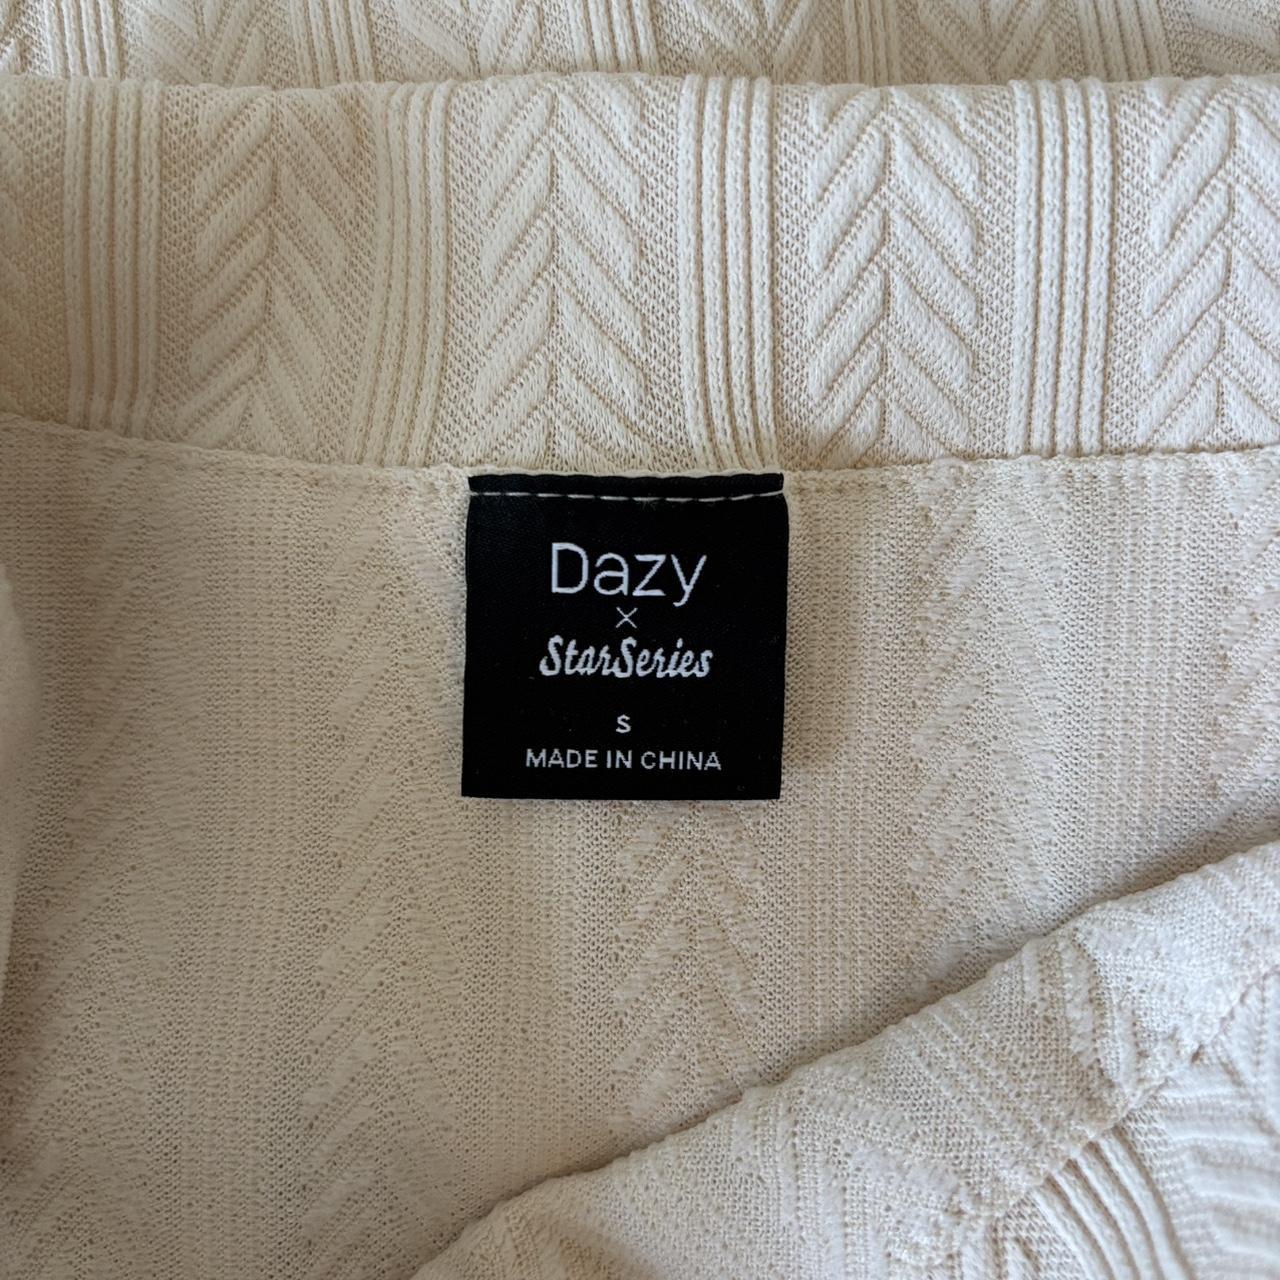 Dazy
×
StarSeries
S
MADE IN CHINA